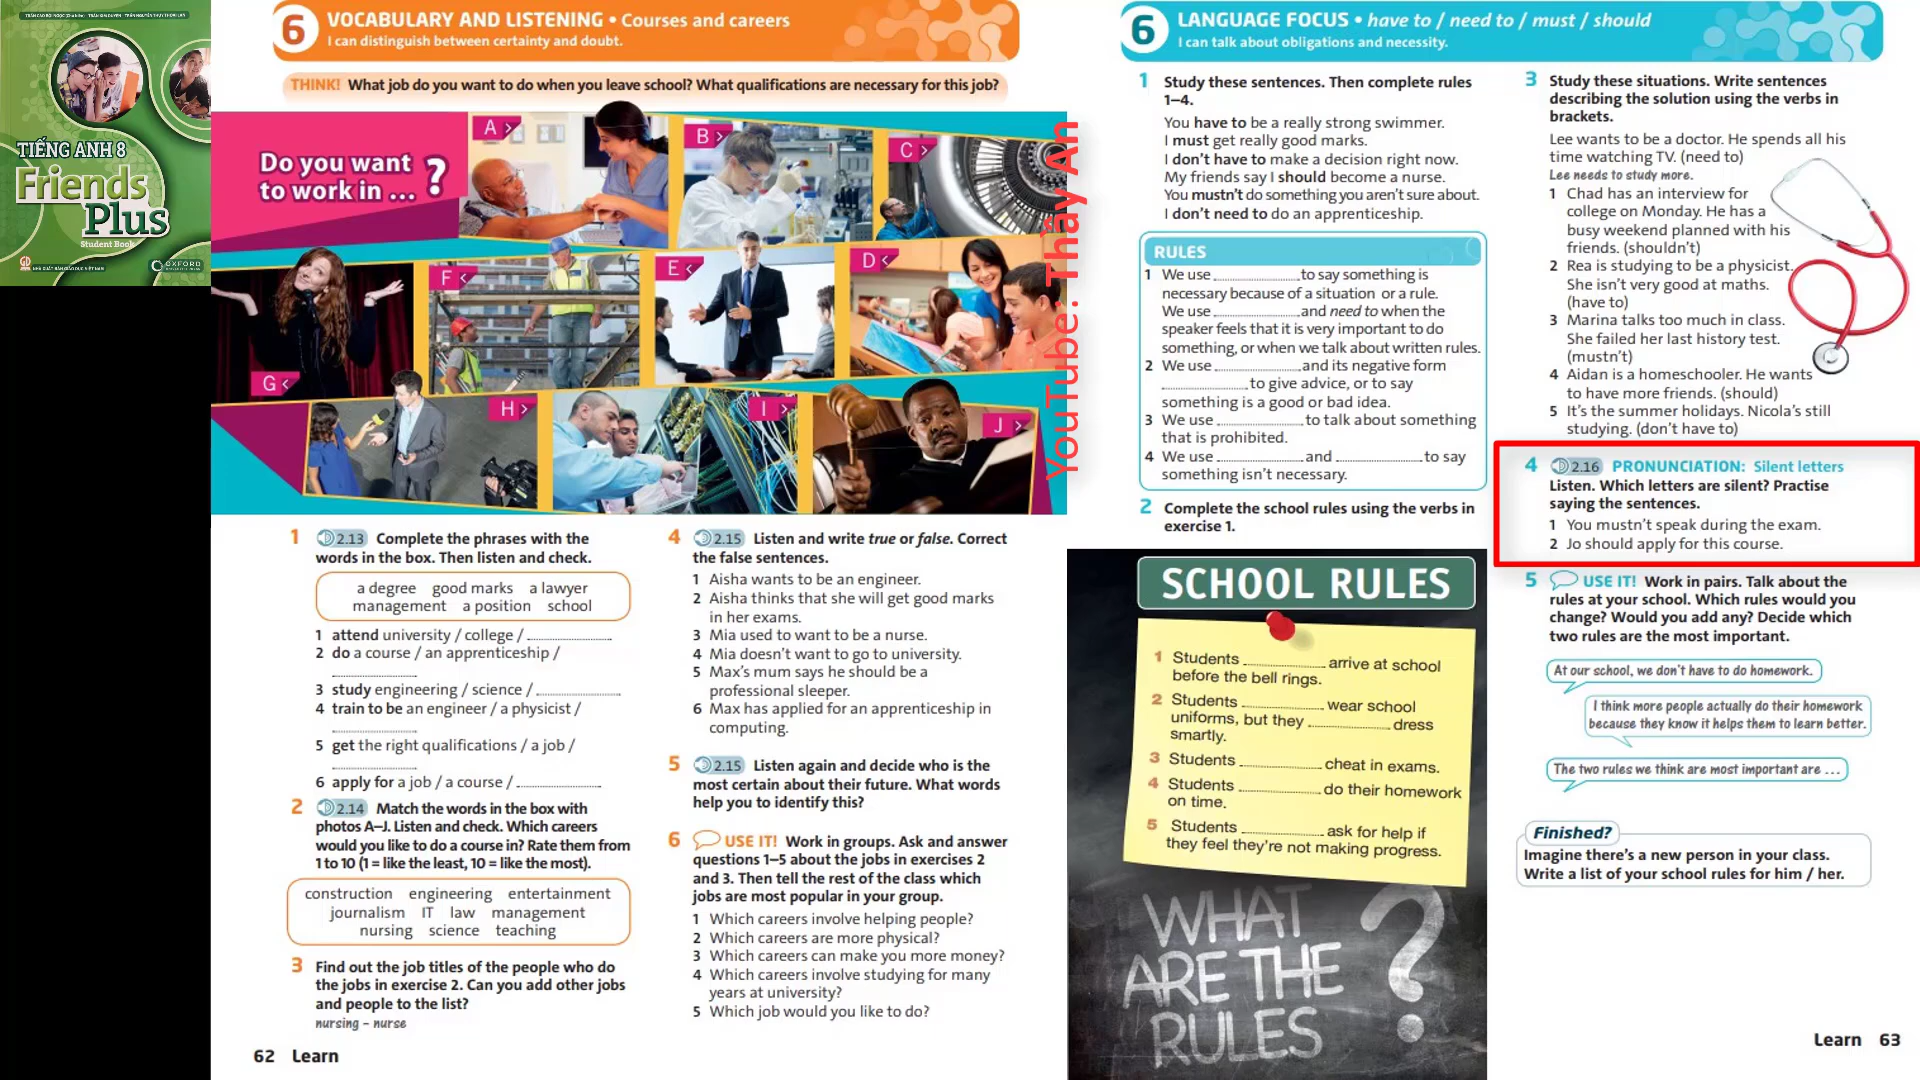 TIẾNG ANH 8
Friends
Plus
Student Book
NHÀ XUẤT BẢN GIÁO DỤC VIỆT NAM
OXFORD
6 VOCABULARY AND LISTENING • Courses and careers
I can distinguish between certainty and doubt.
THINK! What job do you want to do when you leave school? What qualifications are necessary for this job?
Do you want
to work in ... ?
A
B
C
F
E
D
G
H
I
J
YouTube: Thầy An
1 2.13 Complete the phrases with the
words in the box. Then listen and check.
a degree good marks a lawyer
management a position school
1 attend university / college /
2 do a course / an apprenticeship /
3 study engineering / science /
4 train to be an engineer / a physicist /
5 get the right qualifications / a job /
6 apply for a job / a course /
2 2.14 Match the words in the box with
photos A–J. Listen and check. Which careers
would you like to do a course in? Rate them from
1 to 10 (1 = like the least, 10 = like the most).
construction engineering entertainment
journalism IT law management
nursing science teaching
3 Find out the job titles of the people who do
the jobs in exercise 2. Can you add other jobs
and people to the list?
nursing – nurse
4 2.15 Listen and write true or false. Correct
the false sentences.
1 Aisha wants to be an engineer.
2 Aisha thinks that she will get good marks
in her exams.
3 Mia used to want to be a nurse.
4 Mia doesn't want to go to university.
5 Max's mum says he should be a
professional sleeper.
6 Max has applied for an apprenticeship in
computing.
5 2.15 Listen again and decide who is the
most certain about their future. What words
help you to identify this?
6 USE IT! Work in groups. Ask and answer
questions 1–5 about the jobs in exercises 2
and 3. Then tell the rest of the class which
jobs are most popular in your group.
1 Which careers involve helping people?
2 Which careers are more physical?
3 Which careers can make you more money?
4 Which careers involve studying for many
years at university?
5 Which job would you like to do?
62 Learn
6 LANGUAGE FOCUS • have to / need to / must / should
I can talk about obligations and necessity.
1 Study these sentences. Then complete rules
1–4.
You have to be a really strong swimmer.
I must get really good marks.
I don't have to make a decision right now.
My friends say I should become a nurse.
You mustn't do something you aren't sure about.
I don't need to do an apprenticeship.
RULES
1 We use to say something is
necessary because of a situation or a rule.
We use and need to when the
speaker feels that it is very important to do
something, or when we talk about written rules.
2 We use and its negative form
to give advice, or to say
something is a good or bad idea.
3 We use to talk about something
that is prohibited.
4 We use and to say
something isn't necessary.
2 Complete the school rules using the verbs in
exercise 1.
SCHOOL RULES
1 Students arrive at school
before the bell rings.
2 Students wear school
uniforms, but they dress
smartly.
3 Students cheat in exams.
4 Students do their homework
on time.
5 Students ask for help if
they feel they're not making progress.
WHAT
ARE THE
RULES
?
3 Study these situations. Write sentences
describing the solution using the verbs in
brackets.
Lee wants to be a doctor. He spends all his
time watching TV. (need to)
Lee needs to study more.
1 Chad has an interview for
college on Monday. He has a
busy weekend planned with his
friends. (shouldn't)
2 Rea is studying to be a physicist.
She isn't very good at maths.
(have to)
3 Marina talks too much in class.
She failed her last history test.
(mustn't)
4 Aidan is a homeschooler. He wants
to have more friends. (should)
5 It's the summer holidays. Nicola's still
studying. (don't have to)
4 2.16 PRONUNCIATION: Silent letters
Listen. Which letters are silent? Practise
saying the sentences.
1 You mustn't speak during the exam.
2 Jo should apply for this course.
5 USE IT! Work in pairs. Talk about the
rules at your school. Which rules would you
change? Would you add any? Decide which
two rules are the most important.
At our school, we don't have to do homework.
I think more people actually do their homework
because they know it helps them to learn better.
The two rules we think are most important are ...
Finished?
Imagine there's a new person in your class.
Write a list of your school rules for him / her.
Learn 63